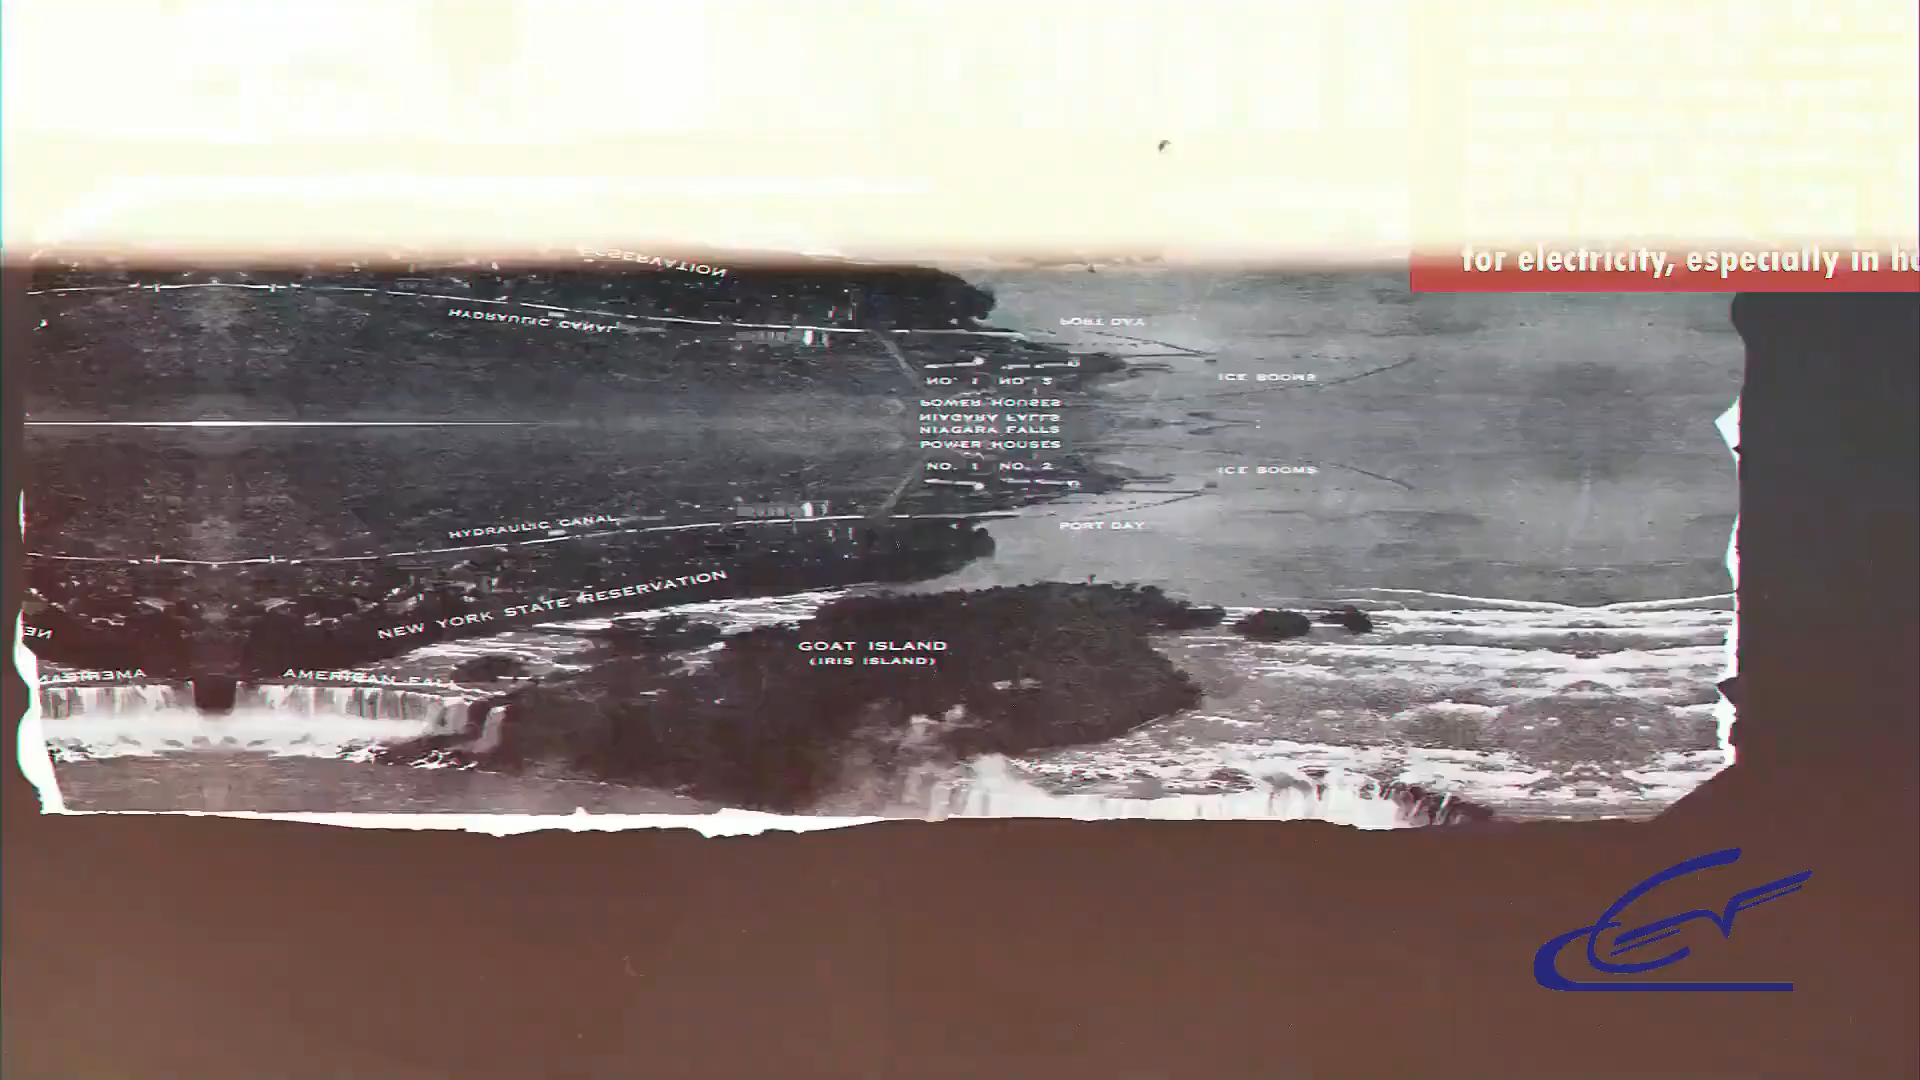 for electricity, especially in h
RESERVATION
HYDRAULIC CANAL
PORT DAY
ICE BOOMS
NO. 1 NO. 2
POWER HOUSES
NIAGARA FALLS
NIAGARA FALLS
POWER HOUSES
NO. 1 NO. 2
ICE BOOMS
HYDRAULIC CANAL
PORT DAY
NEW YORK STATE RESERVATION
GOAT ISLAND
(IRIS ISLAND)
AMERICAN FALL